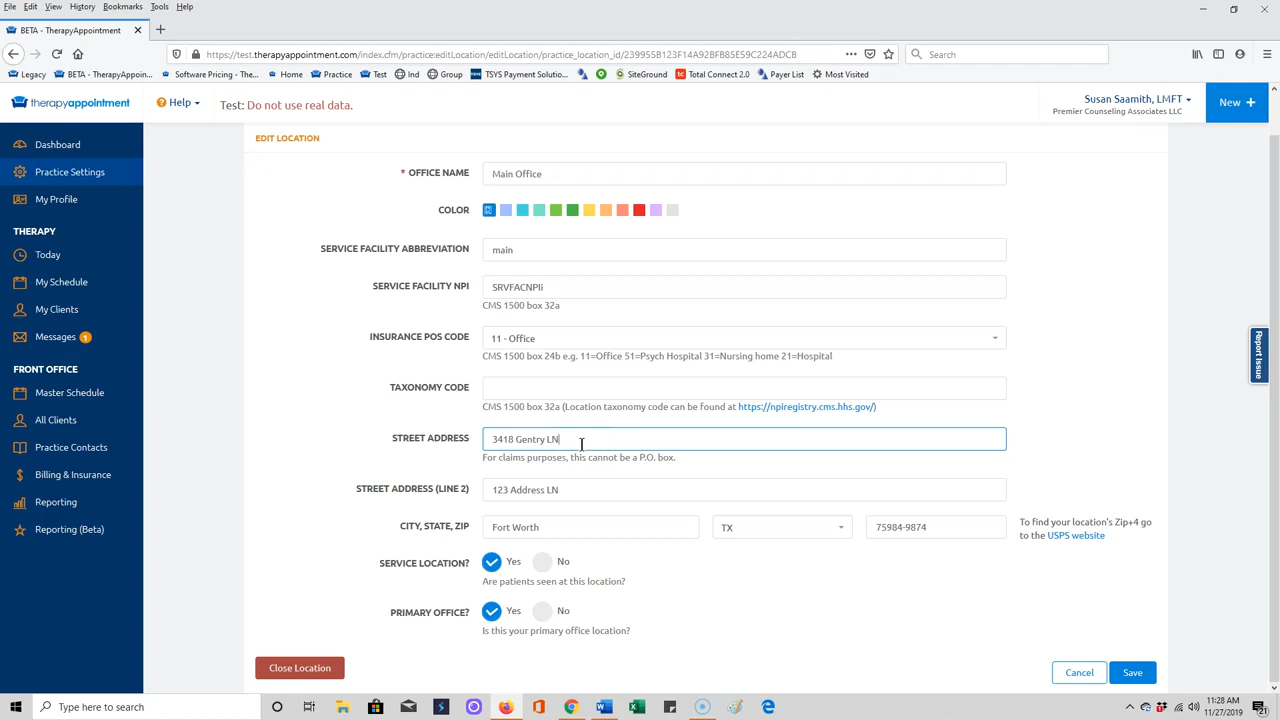 File Edit View History Bookmarks Tools Help
BETA - TherapyAppointment
https://test.therapyappointment.com/index.cfm/practice:editLocation/editLocation/practice_location_id/239955B123F14A92BF885E59C224ADCB
Search
Legacy BETA - TherapyAppoin... Software Pricing - The... Home Practice Test Ind Group TSYS Payment Solutio... SiteGround Total Connect 2.0 Payer List Most Visited
therapyappointment
Help
Test: Do not use real data.
Susan Saamith, LMFT
Premier Counseling Associates LLC
New +
Dashboard
Practice Settings
My Profile
THERAPY
Today
My Schedule
My Clients
Messages 1
FRONT OFFICE
Master Schedule
All Clients
Practice Contacts
Billing & Insurance
Reporting
Reporting (Beta)
EDIT LOCATION
* OFFICE NAME Main Office
COLOR
SERVICE FACILITY ABBREVIATION main
SERVICE FACILITY NPI SRVFACNPIi
CMS 1500 box 32a
INSURANCE POS CODE 11 - Office
CMS 1500 box 24b e.g. 11=Office 51=Psych Hospital 31=Nursing home 21=Hospital
TAXONOMY CODE
CMS 1500 box 32a (Location taxonomy code can be found at https://npiregistry.cms.hhs.gov/)
STREET ADDRESS 3418 Gentry LN
For claims purposes, this cannot be a P.O. box.
STREET ADDRESS (LINE 2) 123 Address LN
CITY, STATE, ZIP Fort Worth TX 75984-9874
To find your location's Zip+4 go
to the USPS website
SERVICE LOCATION? Yes No
Are patients seen at this location?
PRIMARY OFFICE? Yes No
Is this your primary office location?
Close Location
Cancel Save
Report Issue
Type here to search
11:28 AM
11/27/2019